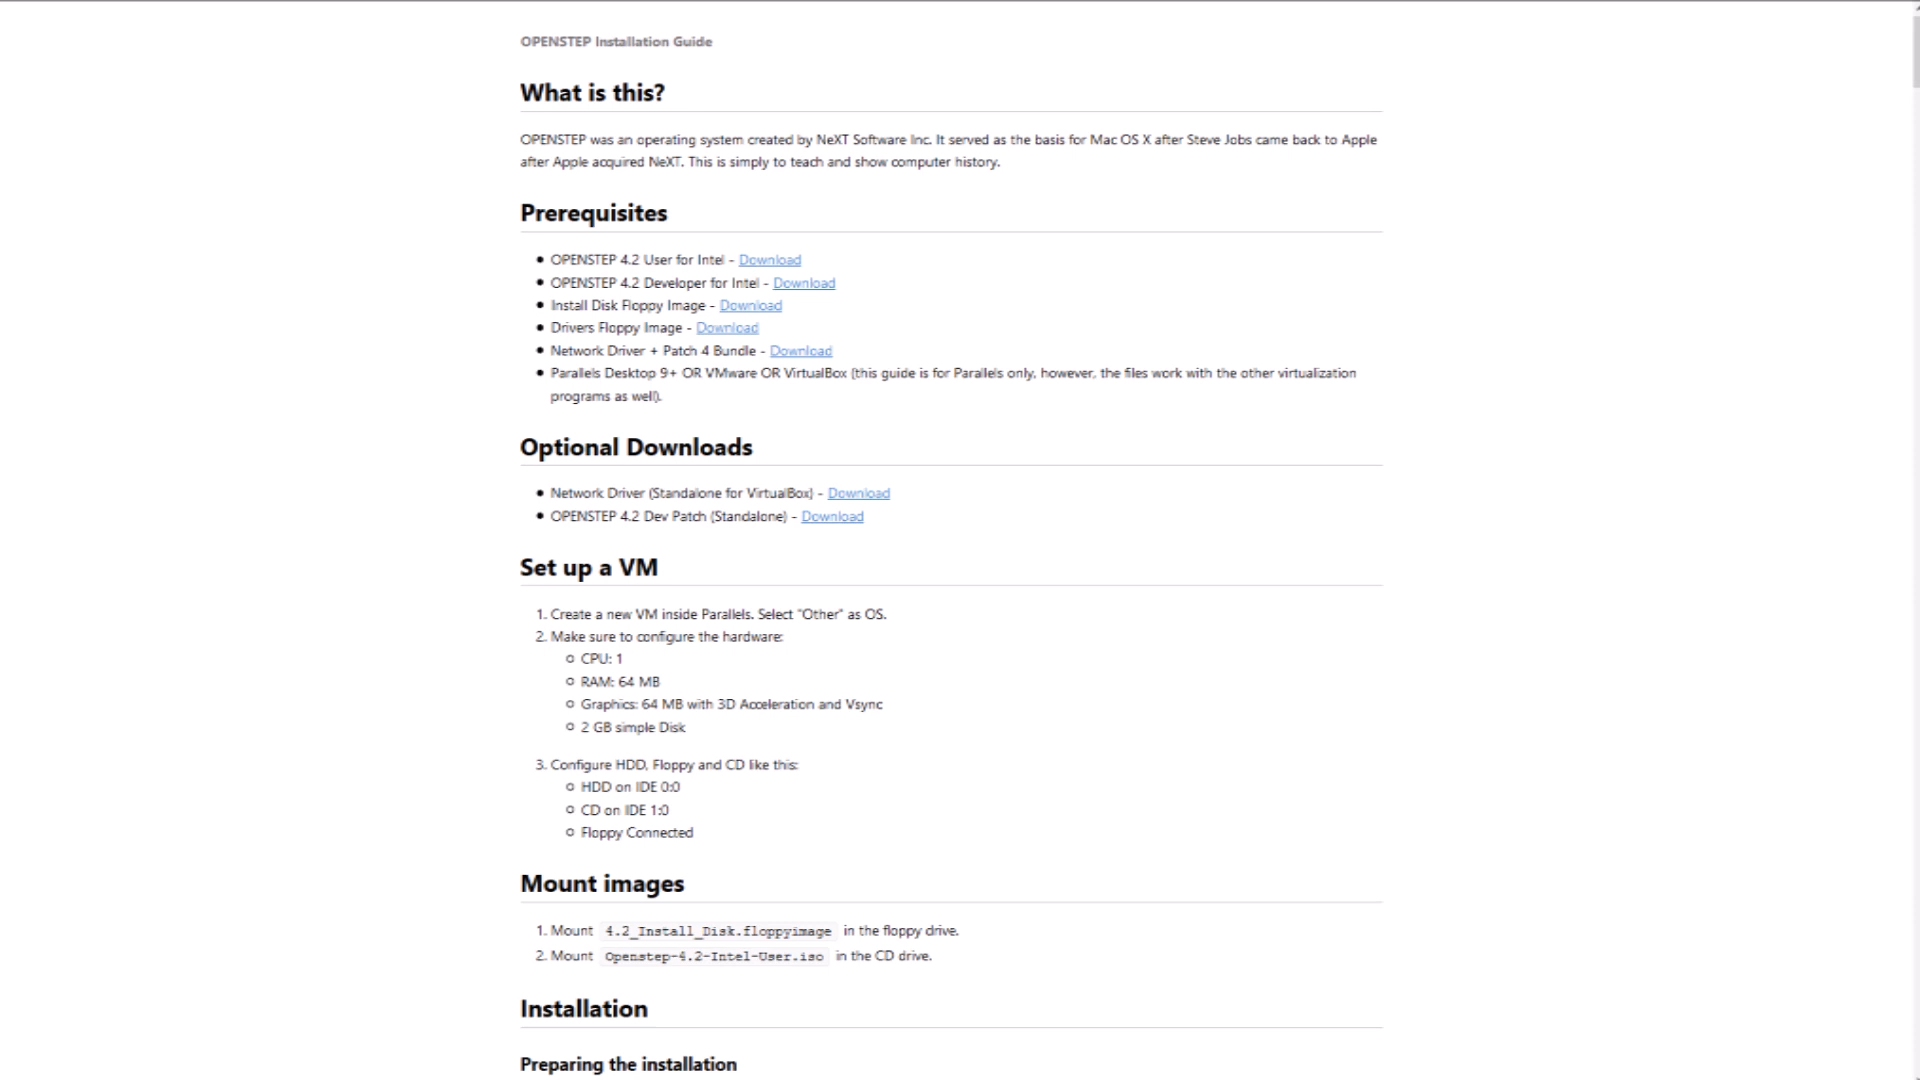 OPENSTEP Installation Guide
What is this?
OPENSTEP was an operating system created by NeXT Software Inc. It served as the basis for Mac OS X after Steve Jobs came back to Apple
after Apple acquired NeXT. This is simply to teach and show computer history.
Prerequisites
• OPENSTEP 4.2 User for Intel - Download
• OPENSTEP 4.2 Developer for Intel - Download
• Install Disk Floppy Image - Download
• Drivers Floppy Image - Download
• Network Driver + Patch 4 Bundle - Download
• Parallels Desktop 9+ OR VMware OR VirtualBox (this guide is for Parallels only, however, the files work with the other virtualization
programs as well).
Optional Downloads
• Network Driver (Standalone for VirtualBox) - Download
• OPENSTEP 4.2 Dev Patch (Standalone) - Download
Set up a VM
1. Create a new VM inside Parallels. Select "Other" as OS.
2. Make sure to configure the hardware:
○ CPU: 1
○ RAM: 64 MB
○ Graphics: 64 MB with 3D Acceleration and Vsync
○ 2 GB simple Disk
3. Configure HDD, Floppy and CD like this:
○ HDD on IDE 0:0
○ CD on IDE 1:0
○ Floppy Connected
Mount images
1. Mount 4.2_Install_Disk.floppyimage in the floppy drive.
2. Mount Openstep-4.2-Intel-User.iso in the CD drive.
Installation
Preparing the installation